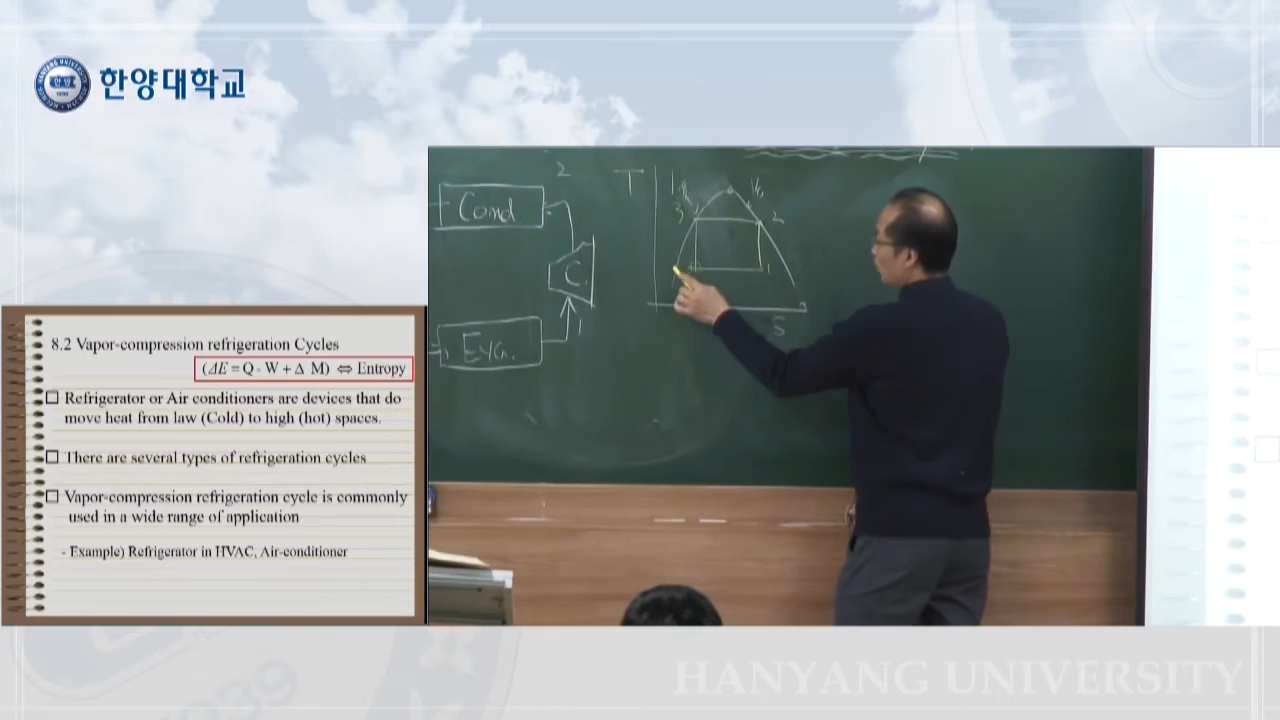 한양대학교
8.2 Vapor-compression refrigeration Cycles
(ΔE = Q - W + Δ M) ⇔ Entropy
□ Refrigerator or Air conditioners are devices that do
move heat from law (Cold) to high (hot) spaces.
□ There are several types of refrigeration cycles
□ Vapor-compression refrigeration cycle is commonly
used in a wide range of application
- Example) Refrigerator in HVAC, Air-conditioner
2
Cond
C.
1
Eva.
T
3
2
1
S
HANYANG UNIVERSITY